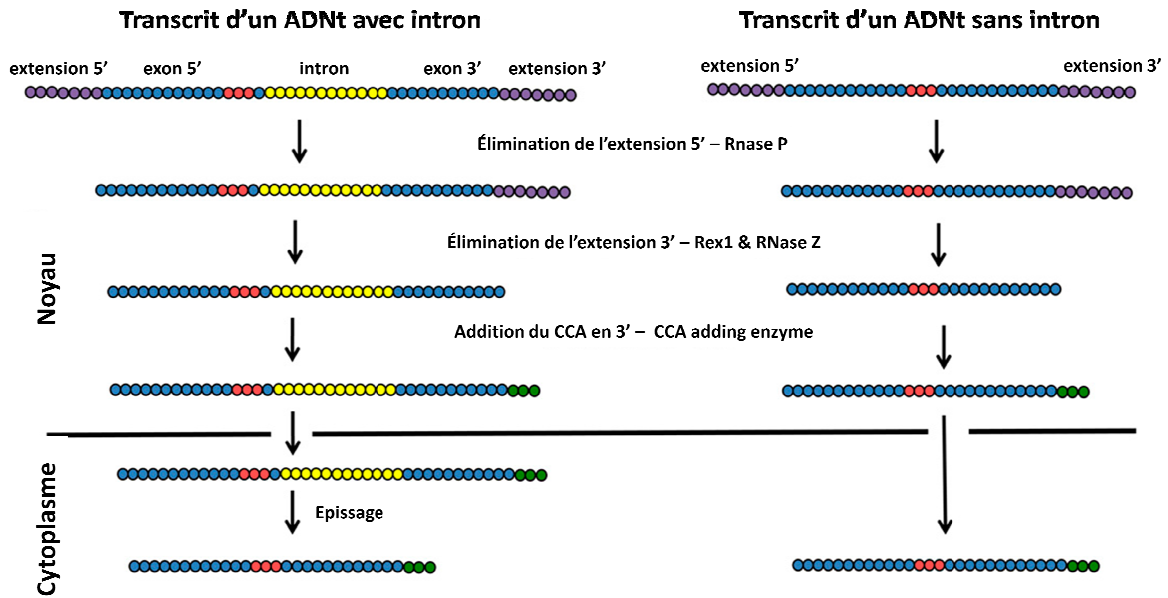 Transcrit d’un ADNt avec intron
Transcrit d’un ADNt sans intron
extension 5’ exon 5’ intron exon 3’ extension 3’
extension 5’ extension 3’
Élimination de l’extension 5’ – Rnase P
Élimination de l’extension 3’ – Rex1 & RNase Z
Noyau
Addition du CCA en 3’ – CCA adding enzyme
Cytoplasme
Epissage